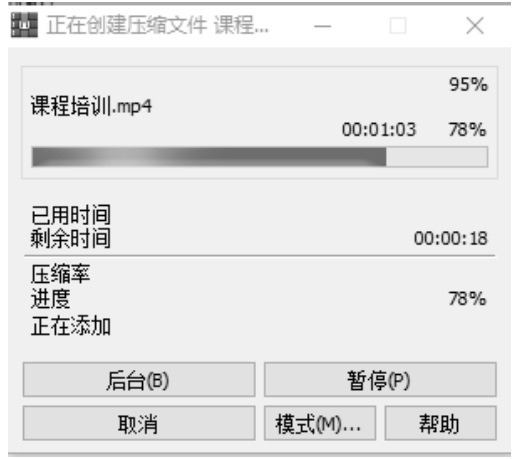 正在创建压缩文件 课程...
95%
课程培训.mp4
00:01:03 78%
已用时间
剩余时间 00:00:18
压缩率
进度 78%
正在添加
后台(B) 暂停(P)
取消 模式(M)... 帮助